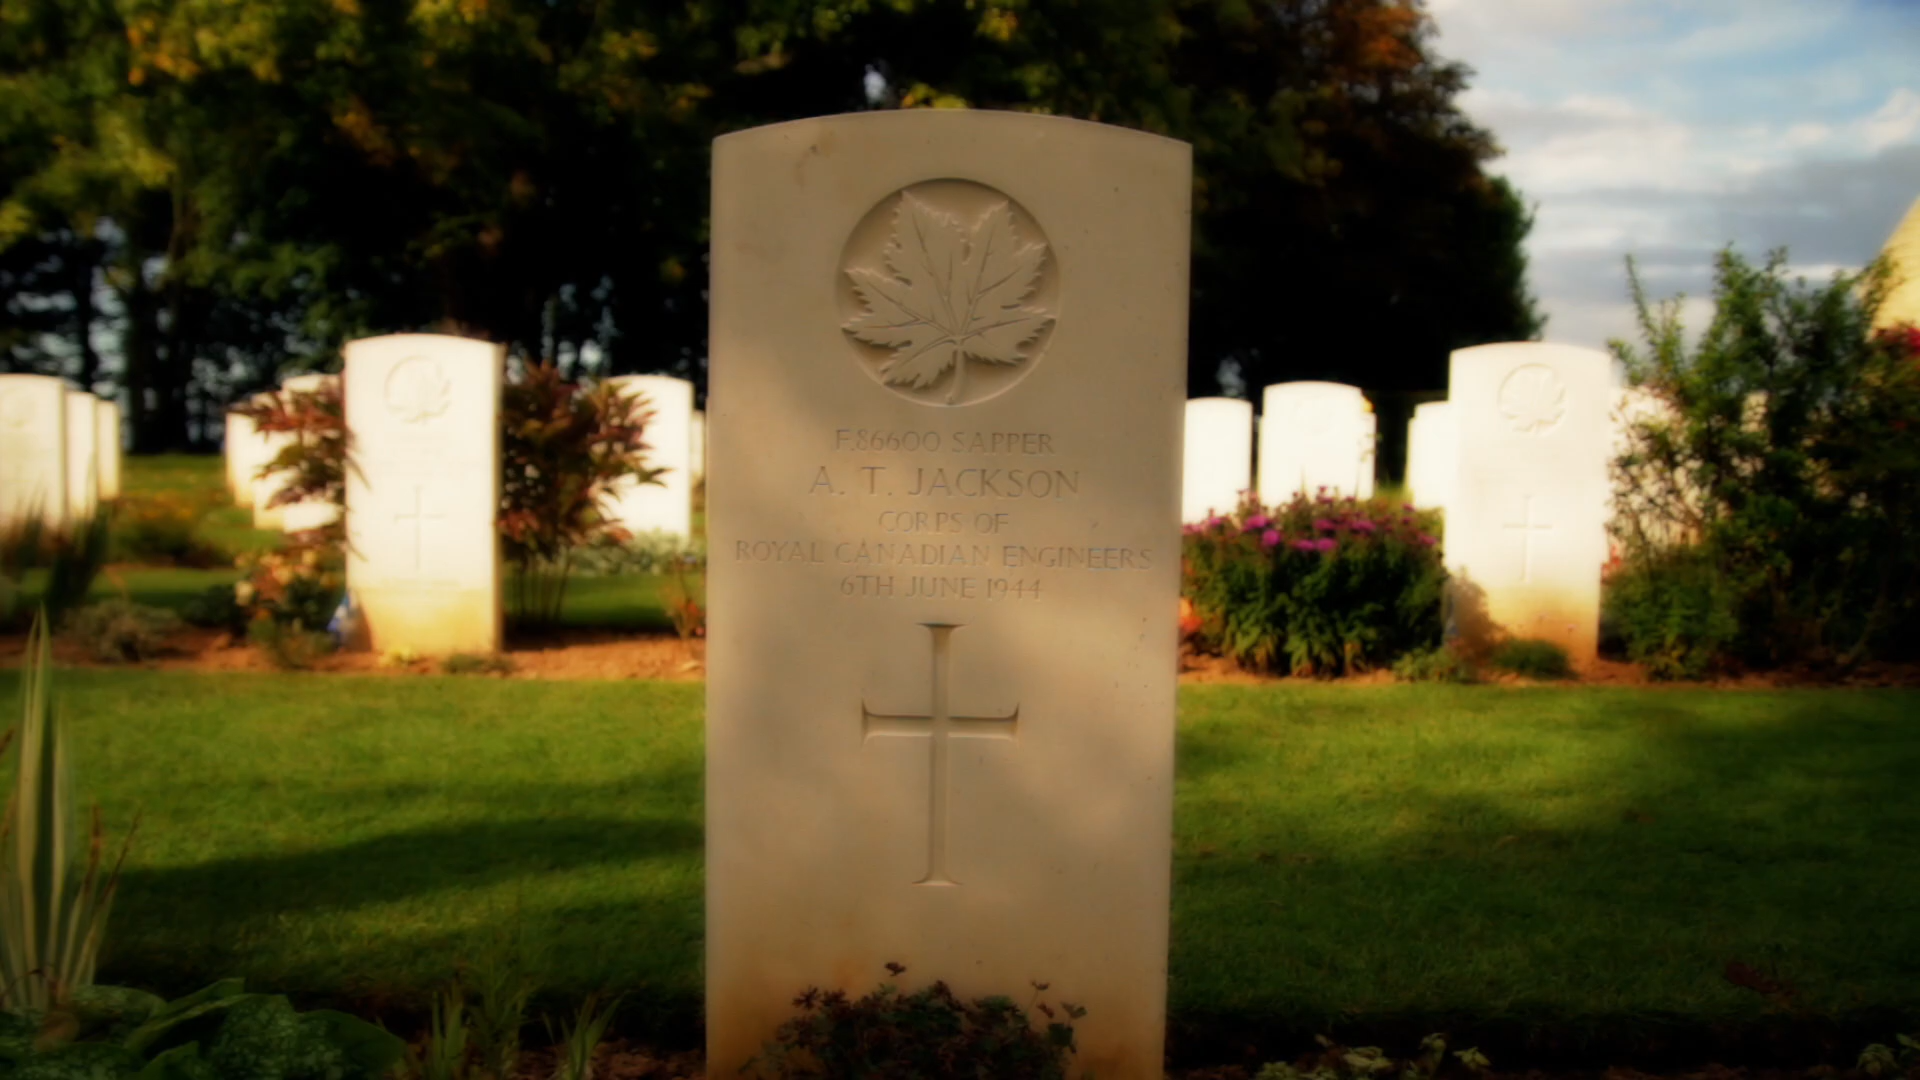 F.86600 SAPPER
A. T. JACKSON
CORPS OF
ROYAL CANADIAN ENGINEERS
6TH JUNE 1944